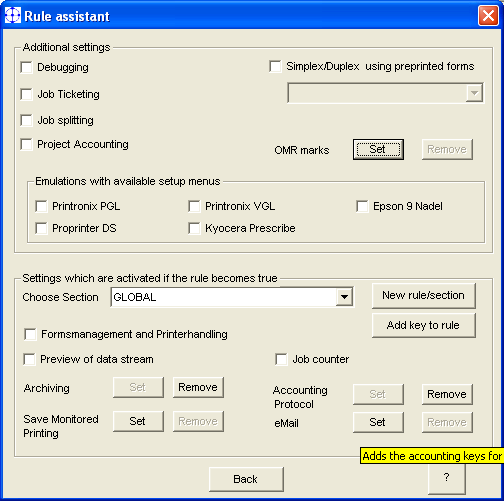 Rule assistant
Additional settings
Debugging
Simplex/Duplex using preprinted forms
Job Ticketing
Job splitting
Project Accounting
OMR marks Set Remove
Emulations with available setup menus
Printronix PGL Printronix VGL Epson 9 Nadel
Proprinter DS Kyocera Prescribe
Settings which are activated if the rule becomes true
Choose Section GLOBAL New rule/section
Add key to rule
Formsmanagement and Printerhandling
Preview of data stream Job counter
Archiving Set Remove
Accounting
Protocol Set Remove
Save Monitored
Printing Set Remove
eMail Set Remove
Adds the accounting keys for
Back ?